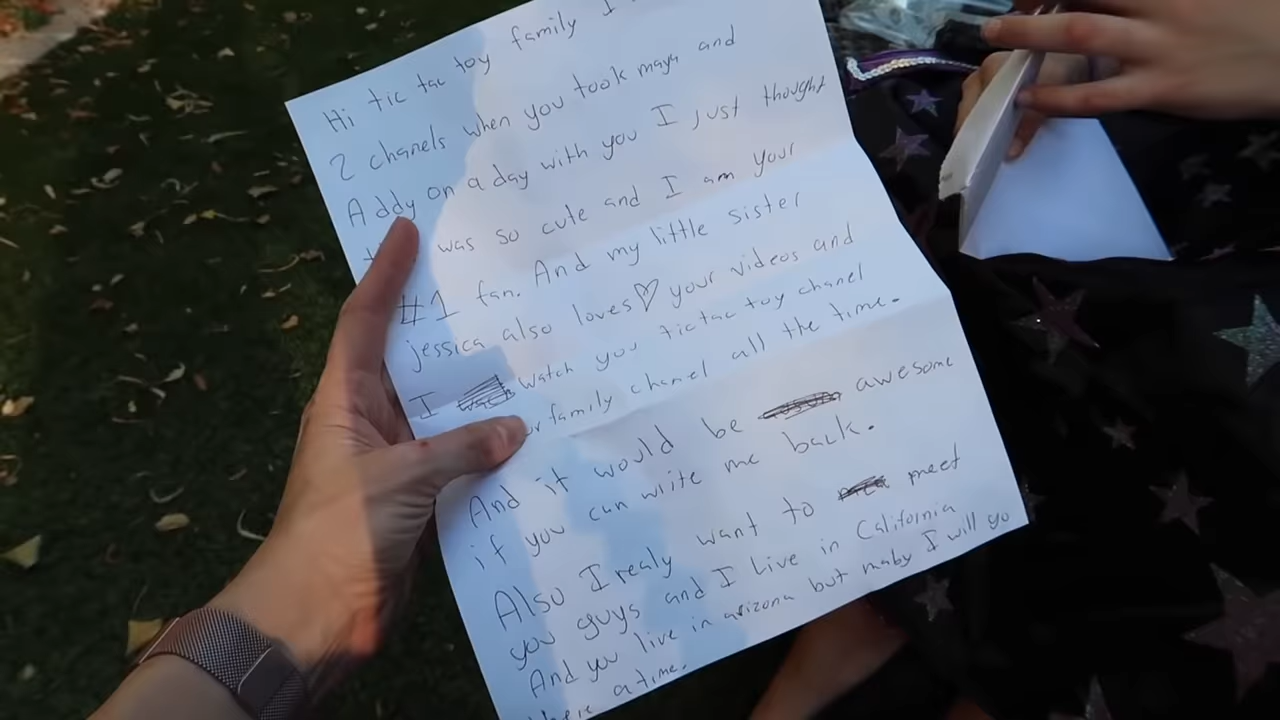 Hi tic tac toy family I
2 chanels when you took maya and
Addy on a day with you I just thought
was so cute and I am your
#1 fan. And my little sister
jessica also loves♡ your videos and
I watch you tic tac toy chanel
ur family chanel all the time.
And it would be awesome
if you can write me back.
Also I realy want to meet
you guys and I live in California
And you live in arizona but maby I will go
there a time.